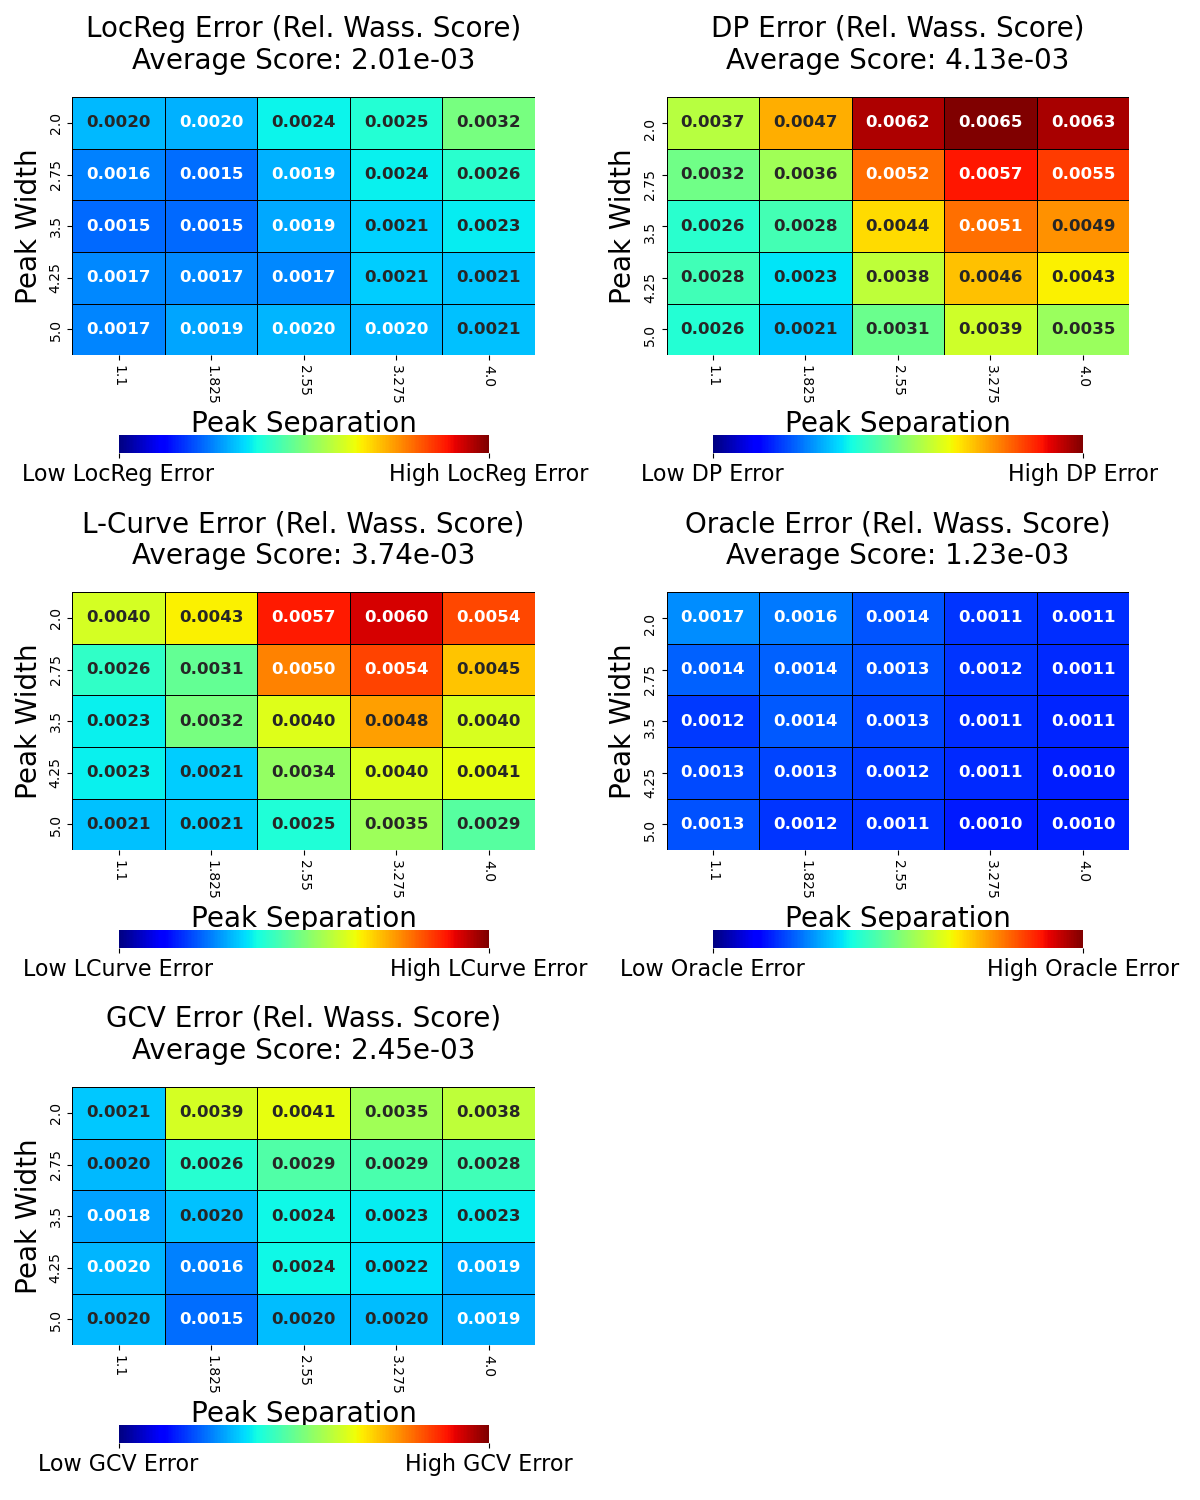 LocReg Error (Rel. Wass. Score)
Average Score: 2.01e-03
Peak Width
2.0
0.0020 0.0020 0.0024 0.0025 0.0032
2.75
0.0016 0.0015 0.0019 0.0024 0.0026
3.5
0.0015 0.0015 0.0019 0.0021 0.0023
4.25
0.0017 0.0017 0.0017 0.0021 0.0021
5.0
0.0017 0.0019 0.0020 0.0020 0.0021
1.1 1.825 2.55 3.275 4.0
Peak Separation
Low LocReg Error High LocReg Error
DP Error (Rel. Wass. Score)
Average Score: 4.13e-03
Peak Width
2.0
0.0037 0.0047 0.0062 0.0065 0.0063
2.75
0.0032 0.0036 0.0052 0.0057 0.0055
3.5
0.0026 0.0028 0.0044 0.0051 0.0049
4.25
0.0028 0.0023 0.0038 0.0046 0.0043
5.0
0.0026 0.0021 0.0031 0.0039 0.0035
1.1 1.825 2.55 3.275 4.0
Peak Separation
Low DP Error High DP Error
L-Curve Error (Rel. Wass. Score)
Average Score: 3.74e-03
Peak Width
2.0
0.0040 0.0043 0.0057 0.0060 0.0054
2.75
0.0026 0.0031 0.0050 0.0054 0.0045
3.5
0.0023 0.0032 0.0040 0.0048 0.0040
4.25
0.0023 0.0021 0.0034 0.0040 0.0041
5.0
0.0021 0.0021 0.0025 0.0035 0.0029
1.1 1.825 2.55 3.275 4.0
Peak Separation
Low LCurve Error High LCurve Error
Oracle Error (Rel. Wass. Score)
Average Score: 1.23e-03
Peak Width
2.0
0.0017 0.0016 0.0014 0.0011 0.0011
2.75
0.0014 0.0014 0.0013 0.0012 0.0011
3.5
0.0012 0.0014 0.0013 0.0011 0.0011
4.25
0.0013 0.0013 0.0012 0.0011 0.0010
5.0
0.0013 0.0012 0.0011 0.0010 0.0010
1.1 1.825 2.55 3.275 4.0
Peak Separation
Low Oracle Error High Oracle Error
GCV Error (Rel. Wass. Score)
Average Score: 2.45e-03
Peak Width
2.0
0.0021 0.0039 0.0041 0.0035 0.0038
2.75
0.0020 0.0026 0.0029 0.0029 0.0028
3.5
0.0018 0.0020 0.0024 0.0023 0.0023
4.25
0.0020 0.0016 0.0024 0.0022 0.0019
5.0
0.0020 0.0015 0.0020 0.0020 0.0019
1.1 1.825 2.55 3.275 4.0
Peak Separation
Low GCV Error High GCV Error